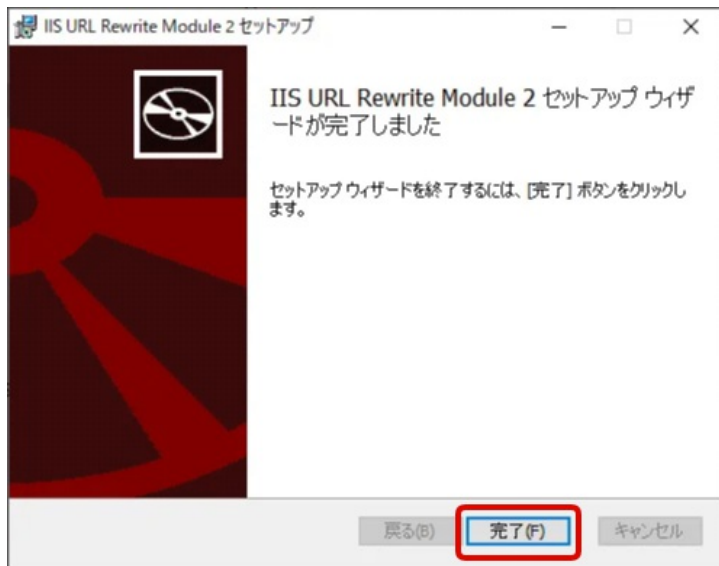 IIS URL Rewrite Module 2 セットアップ
IIS URL Rewrite Module 2 セットアップ ウィザ
ードが完了しました
セットアップ ウィザードを終了するには、[完了] ボタンをクリックし
ます。
戻る(B)
完了(F)
キャンセル